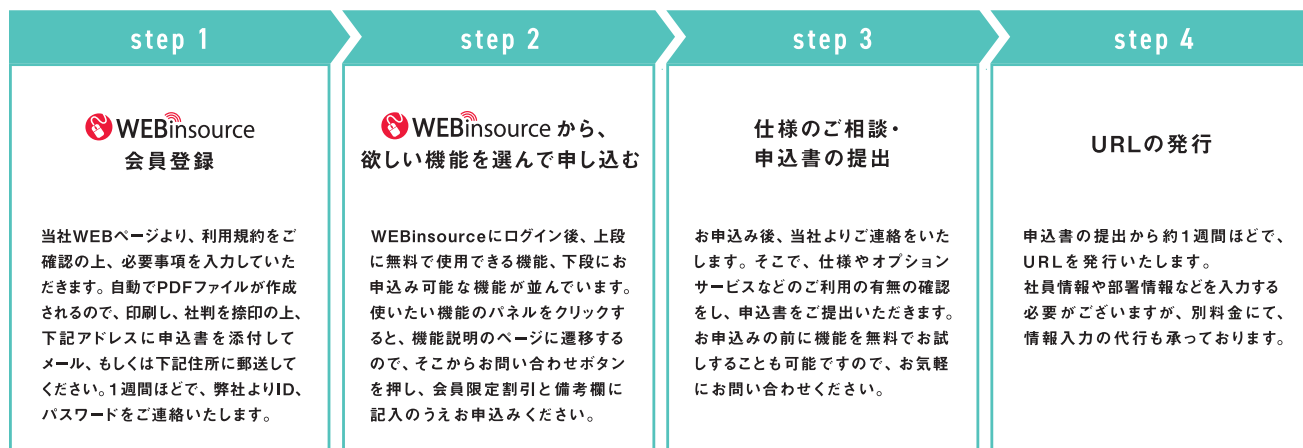 step 1
WEBinsource
会員登録
当社WEBページより、利用規約をご
確認の上、必要事項を入力していた
だきます。自動でPDFファイルが作成
されるので、印刷し、社判を捺印の上、
下記アドレスに申込書を添付して
メール、もしくは下記住所に郵送して
ください。1週間ほどで、弊社よりID、
パスワードをご連絡いたします。
step 2
WEBinsource から、
欲しい機能を選んで申し込む
WEBinsourceにログイン後、上段
に無料で使用できる機能、下段にお
申込み可能な機能が並んでいます。
使いたい機能のパネルをクリックす
ると、機能説明のページに遷移する
ので、そこからお問い合わせボタン
を押し、会員限定割引と備考欄に
記入のうえお申込みください。
step 3
仕様のご相談・
申込書の提出
お申込み後、当社よりご連絡をいた
します。そこで、仕様やオプション
サービスなどのご利用の有無の確認
をし、申込書をご提出いただきます。
お申込みの前に機能を無料でお試
しすることも可能ですので、お気軽
にお問い合わせください。
step 4
URLの発行
申込書の提出から約1週間ほどで、
URLを発行いたします。
社員情報や部署情報などを入力する
必要がございますが、別料金にて、
情報入力の代行も承っております。